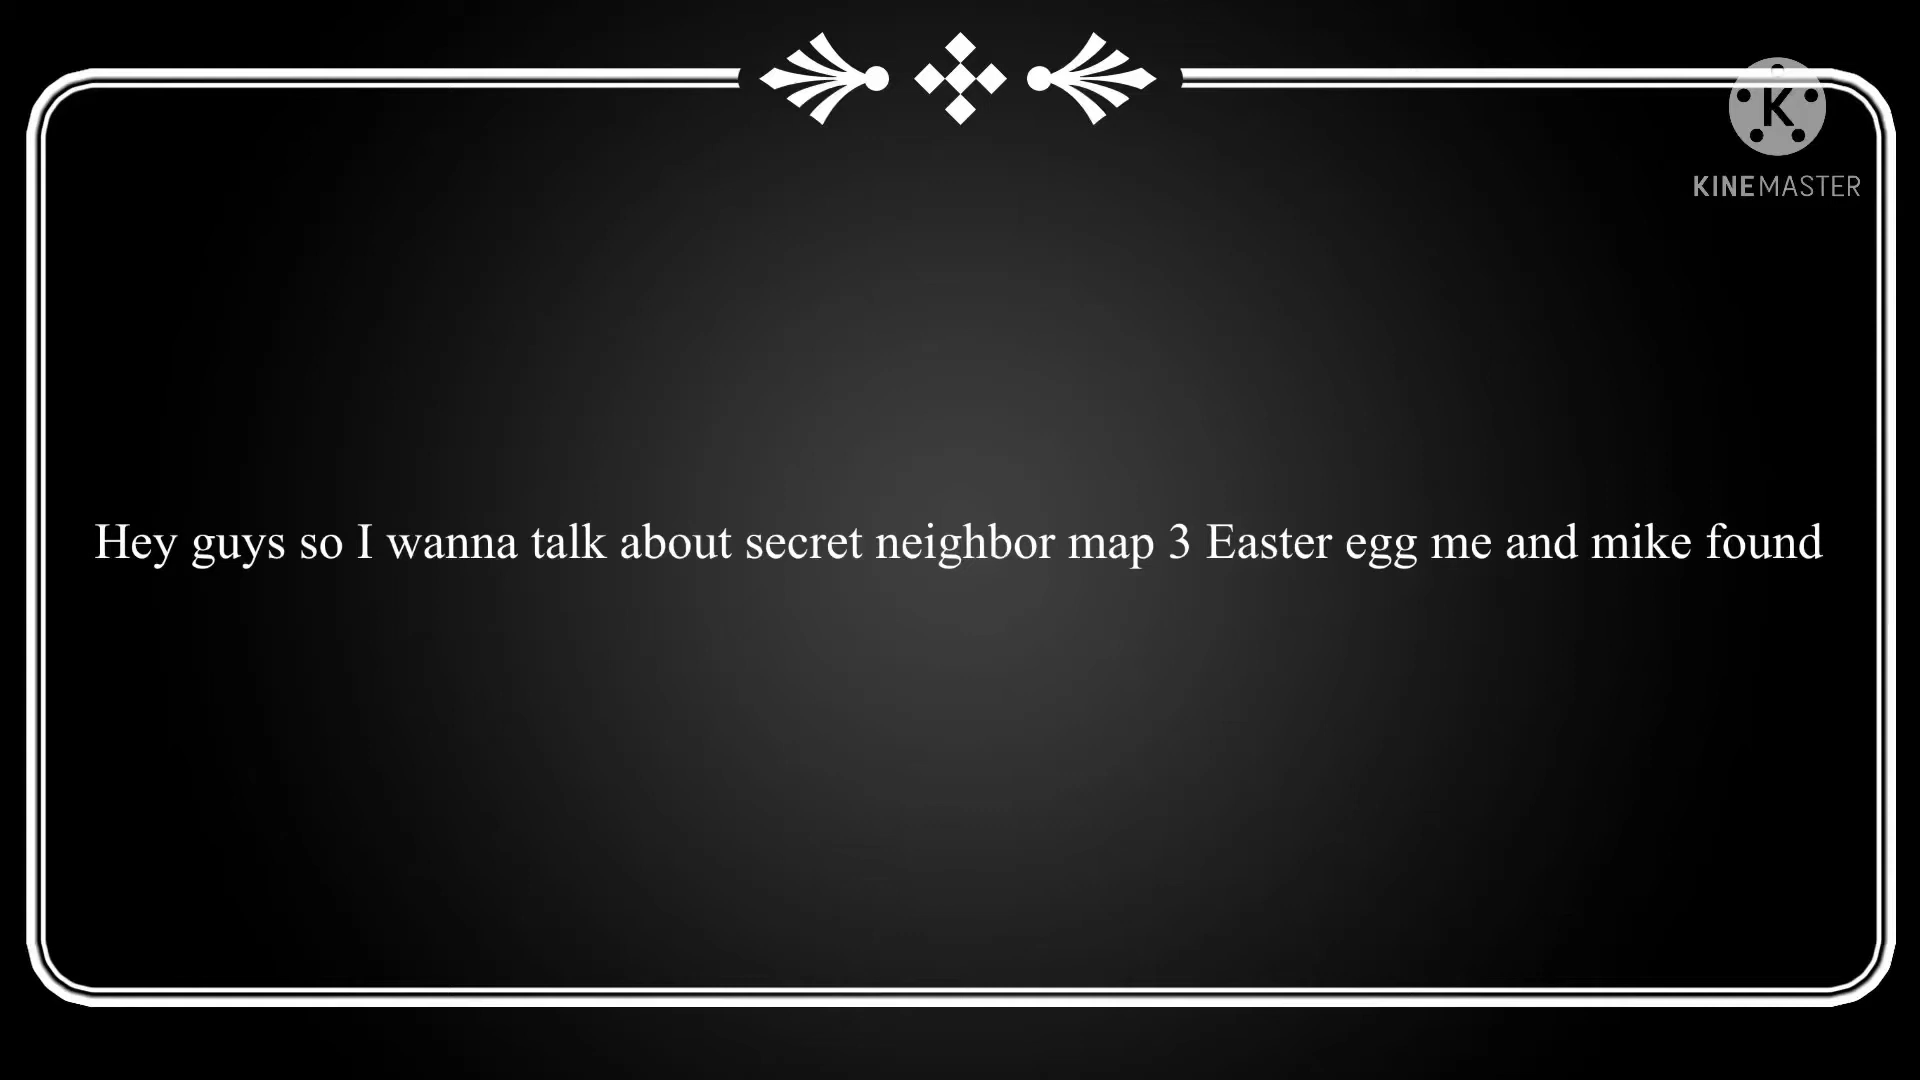 K
KINEMASTER
Hey guys so I wanna talk about secret neighbor map 3 Easter egg me and mike found